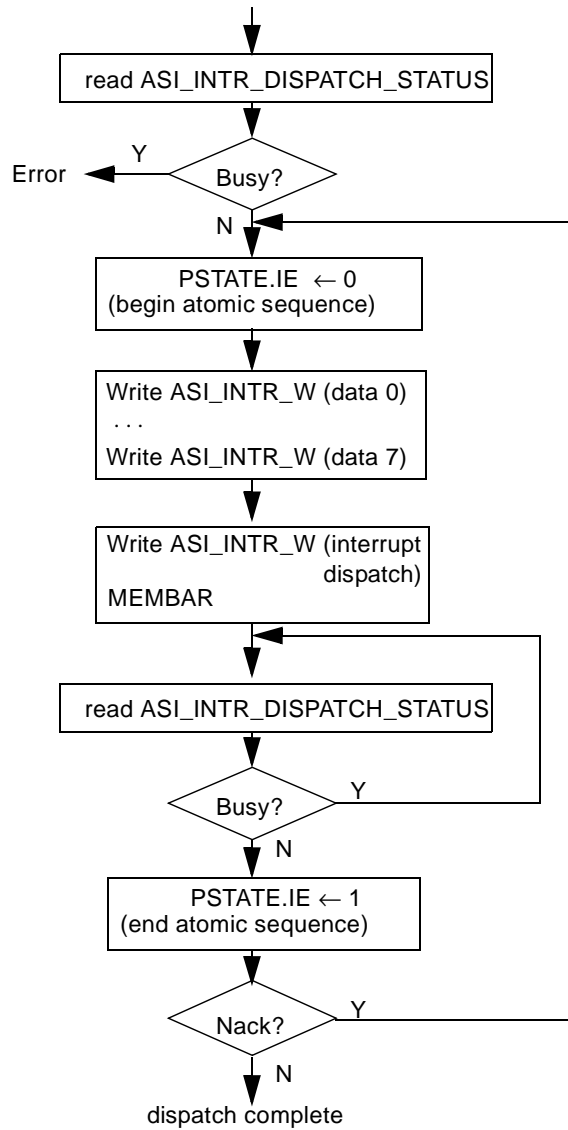 read ASI_INTR_DISPATCH_STATUS
Y
Error
Busy?
N
PSTATE.IE ← 0
(begin atomic sequence)
Write ASI_INTR_W (data 0)
. . .
Write ASI_INTR_W (data 7)
Write ASI_INTR_W (interrupt
dispatch)
MEMBAR
read ASI_INTR_DISPATCH_STATUS
Busy?
Y
N
PSTATE.IE ← 1
(end atomic sequence)
Nack?
Y
N
dispatch complete